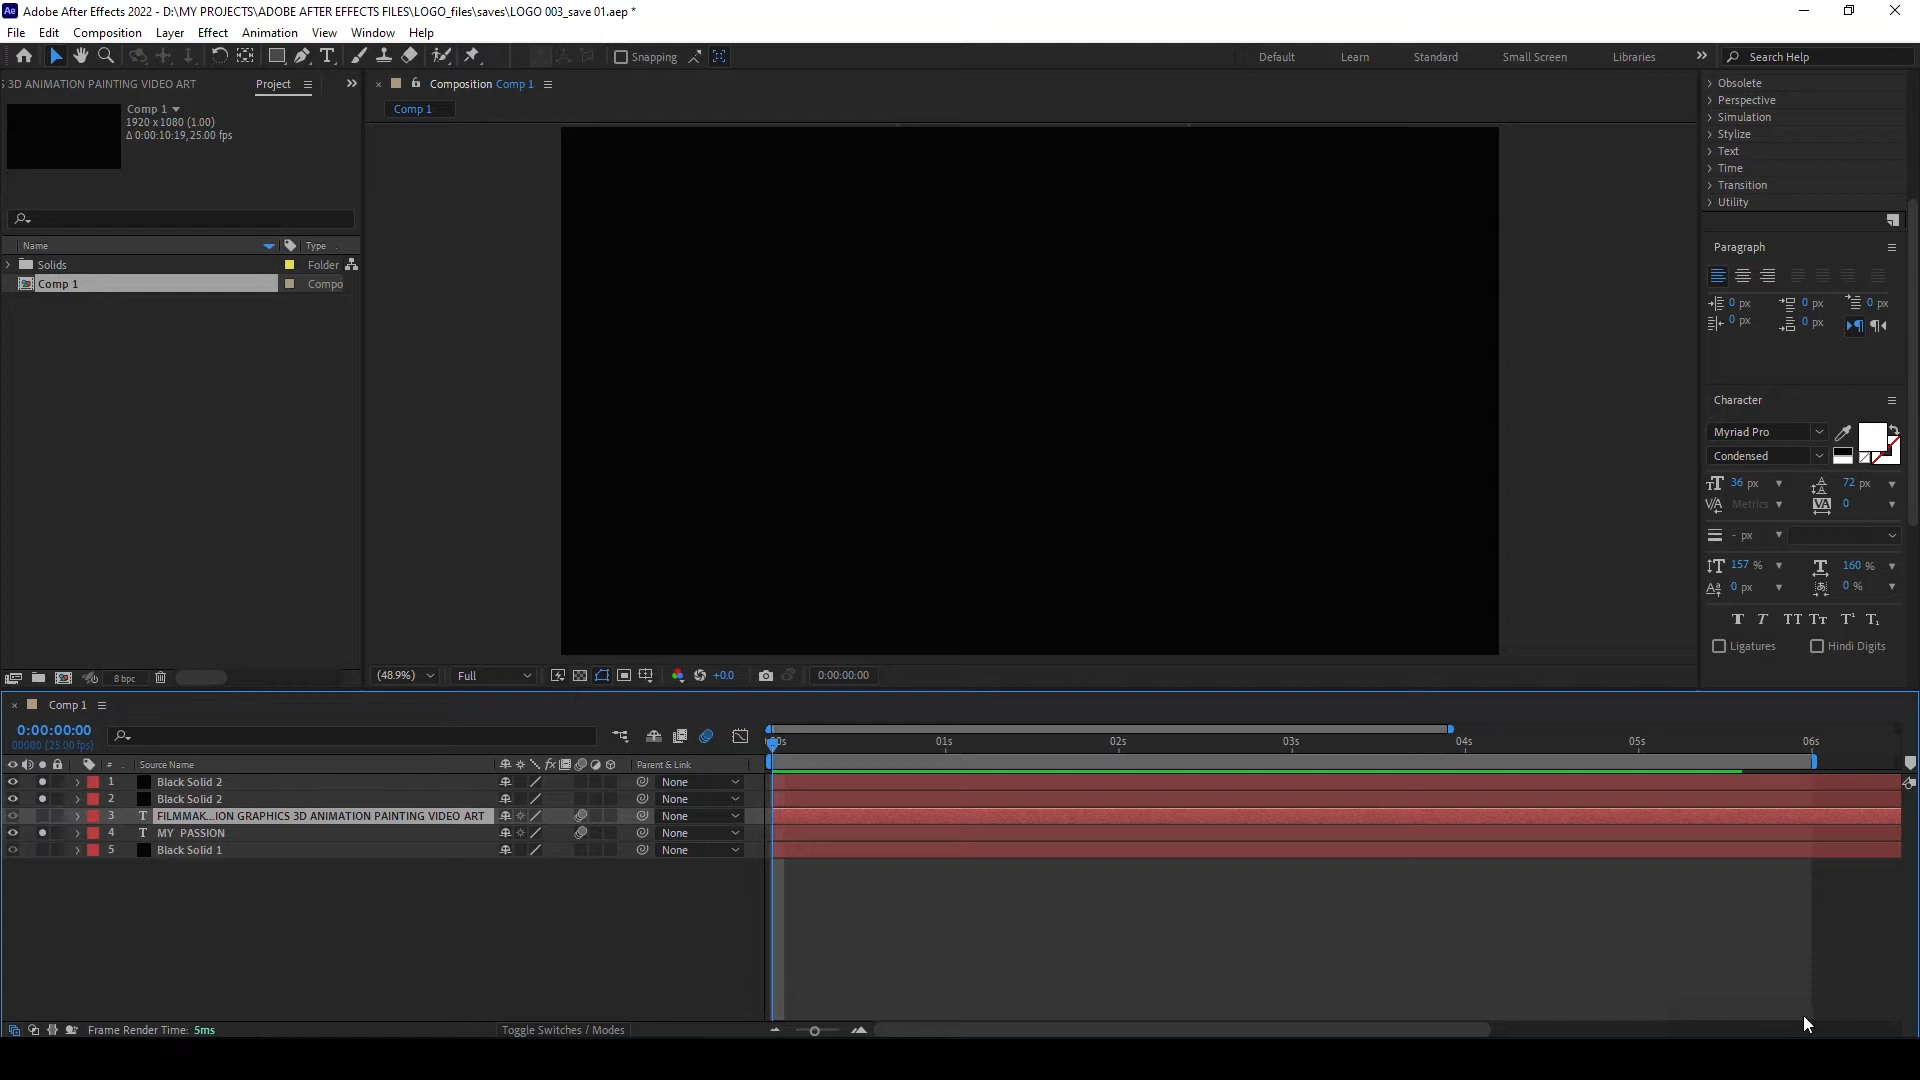 Adobe After Effects 2022 - D:\MY PROJECTS\ADOBE AFTER EFFECTS FILES\LOGO_files\saves\LOGO 003_save 01.aep *
File Edit Composition Layer Effect Animation View Window Help
Snapping
Default Learn Standard Small Screen Libraries
Search Help
3D ANIMATION PAINTING VIDEO ART Project
Comp 1
1920 x 1080 (1.00)
Δ 0:00:10:19, 25.00 fps
Name Type
Solids Folder
Comp 1 Compo
8 bpc
Composition Comp 1
Comp 1
(48.9%) Full +0.0 0:00:00:00
Obsolete
Perspective
Simulation
Stylize
Text
Time
Transition
Utility
Paragraph
0 px 0 px 0 px
0 px 0 px
Character
Myriad Pro
Condensed
36 px 72 px
Metrics 0
- px
157 % 160 %
0 px 0 %
Ligatures Hindi Digits
Comp 1
0:00:00:00
00000 (25.00 fps)
00s 01s 02s 03s 04s 05s 06s
# Source Name Parent & Link
1 Black Solid 2 None
2 Black Solid 2 None
3 FILMMAK...ION GRAPHICS 3D ANIMATION PAINTING VIDEO ART None
4 MY PASSION None
5 Black Solid 1 None
Frame Render Time: 5ms
Toggle Switches / Modes